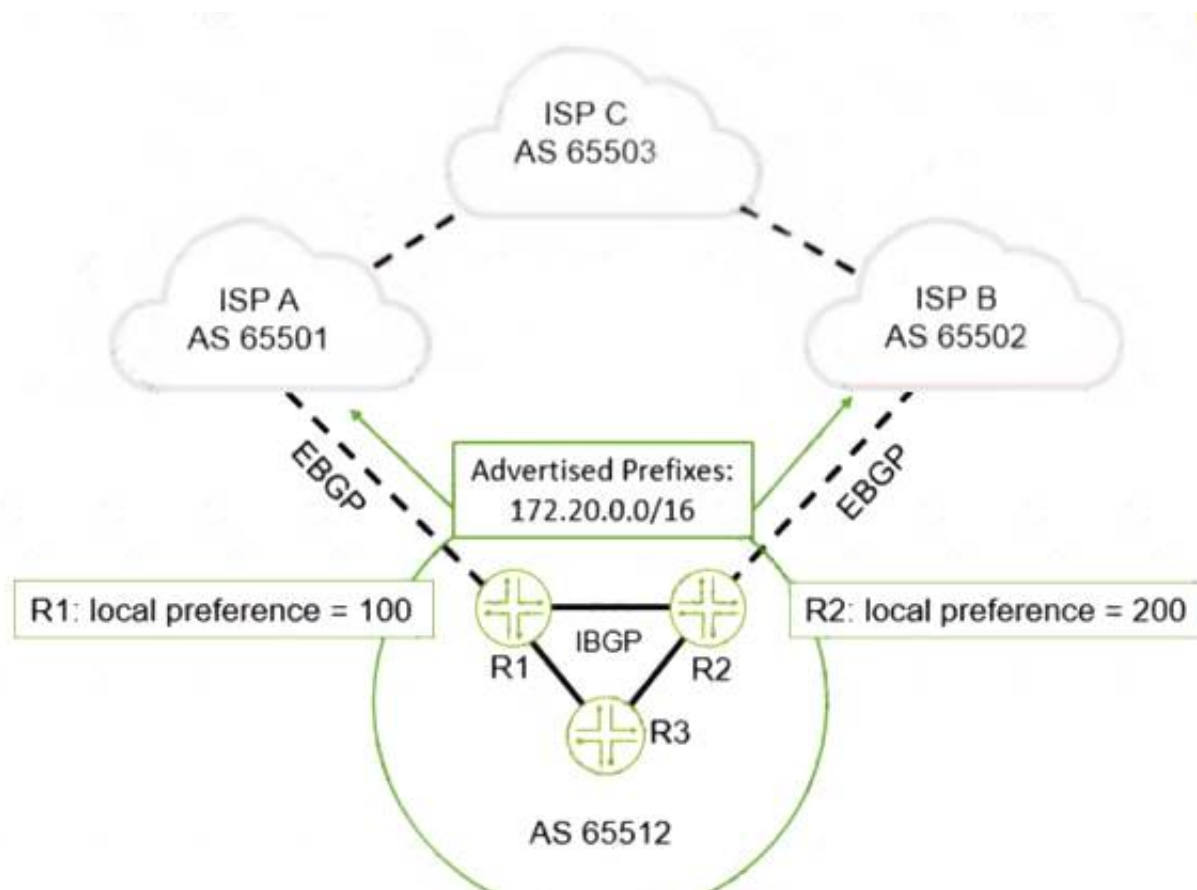 ISP C
AS 65503
ISP A
AS 65501
ISP B
AS 65502
EBGP
Advertised Prefixes:
172.20.0.0/16
EBGP
R1: local preference = 100
R2: local preference = 200
IBGP
R1
R2
R3
AS 65512